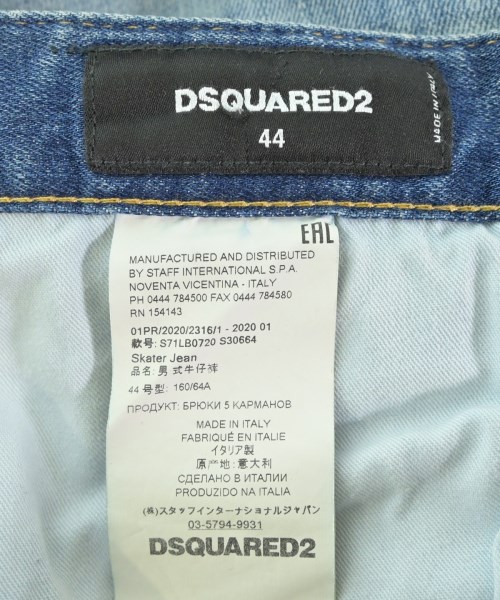 DSQUARED2
44
MADE IN ITALY
EAC
MANUFACTURED AND DISTRIBUTED
BY STAFF INTERNATIONAL S.P.A.
NOVENTA VICENTINA - ITALY
PH 0444 784500 FAX 0444 784580
RN 154143
01PR/2020/2316/1 - 2020 01
款号: S71LB0720 S30664
Skater Jean
品名: 男式牛仔裤
44 号型: 160/64A
ПРОДУКТ: БРЮКИ 5 КАРМАНОВ
MADE IN ITALY
FABRIQUÉ EN ITALIE
イタリア製
原产地:意大利
СДЕЛАНО В ИТАЛИИ
PRODUZIDO NA ITALIA
(株)スタッフインターナショナルジャパン
03-5794-9931
DSQUARED2